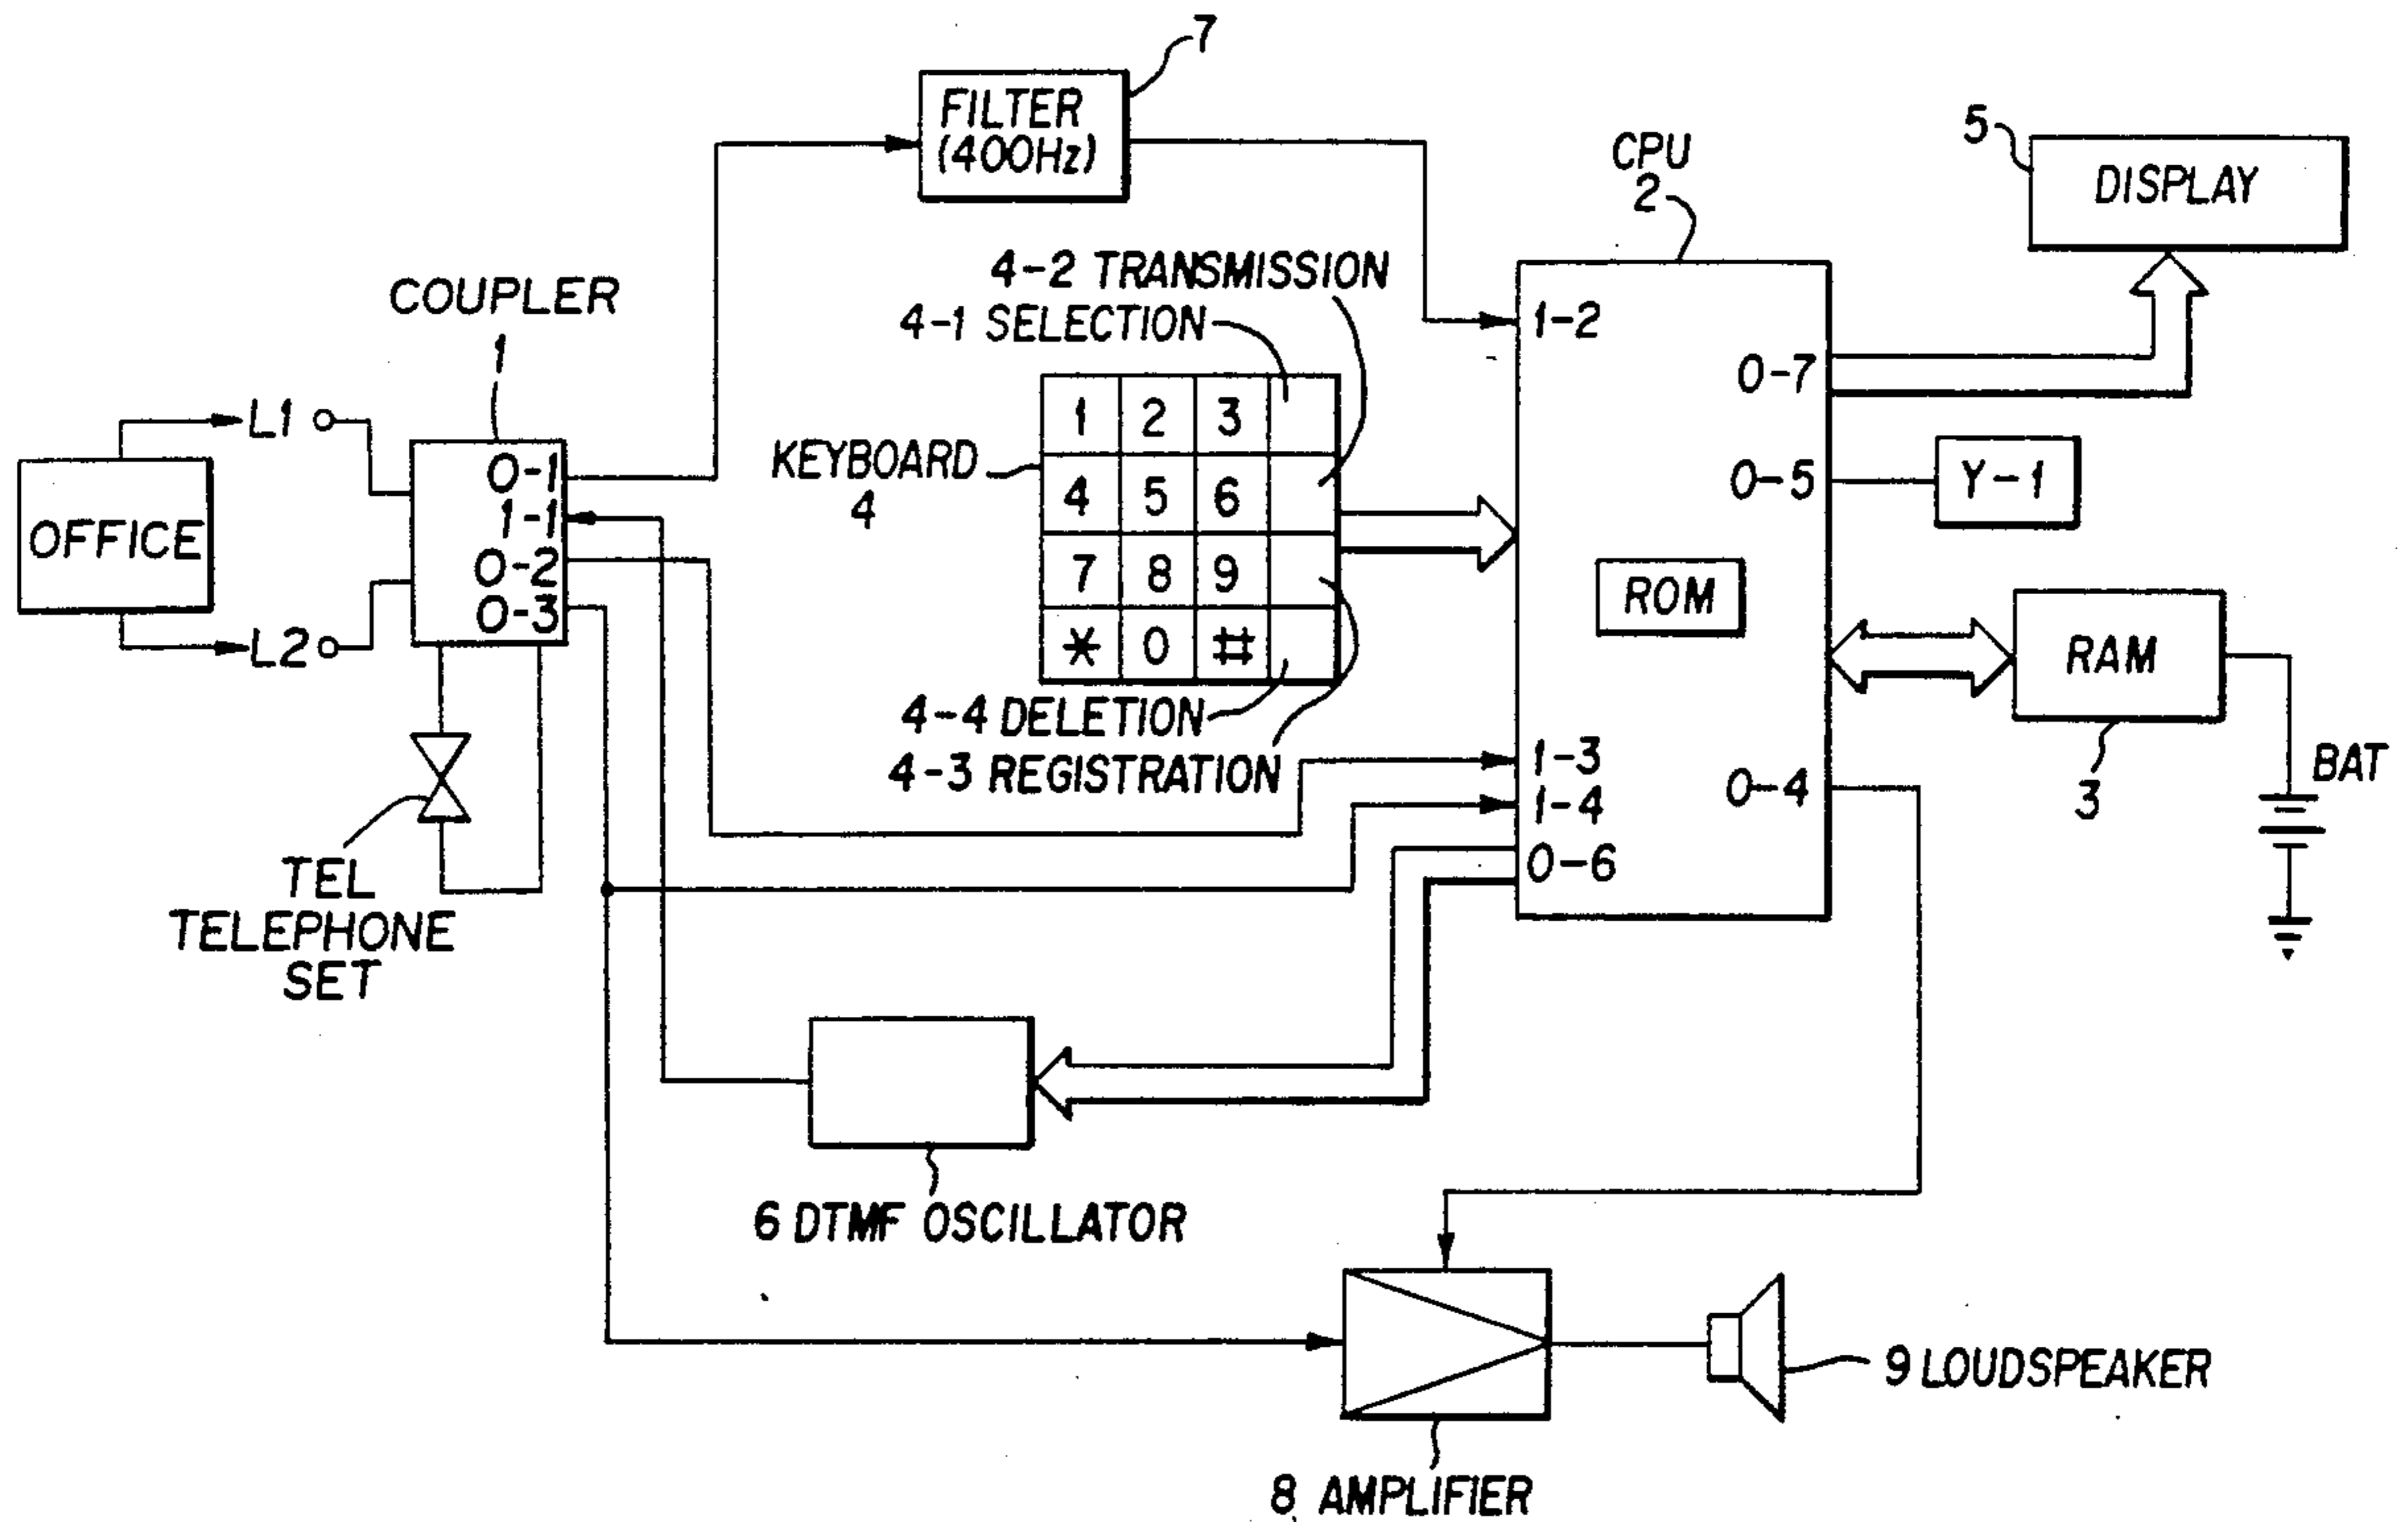 7
FILTER
(400Hz)
CPU
2
5
DISPLAY
4-2 TRANSMISSION
4-1 SELECTION
COUPLER
1
1-2
0-7
L1
1 2 3
KEYBOARD
4
4 5 6
0-1
1-1
0-2
0-3
OFFICE
0-5
Y-1
7 8 9
ROM
* 0 #
L2
RAM
3
4-4 DELETION
4-3 REGISTRATION
1-3
1-4
0-6
0-4
BAT
TEL
TELEPHONE
SET
6 DTMF OSCILLATOR
9 LOUDSPEAKER
8 AMPLIFIER